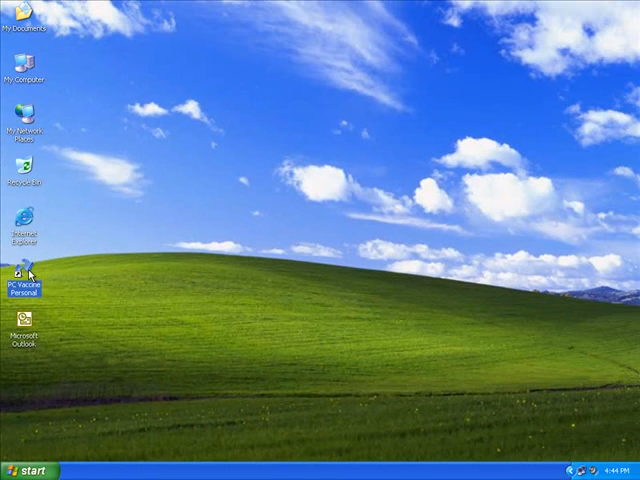 My Documents
My Computer
My Network
Places
Recycle Bin
Internet
Explorer
PC Vaccine
Personal
Microsoft
Outlook
start
4:44 PM